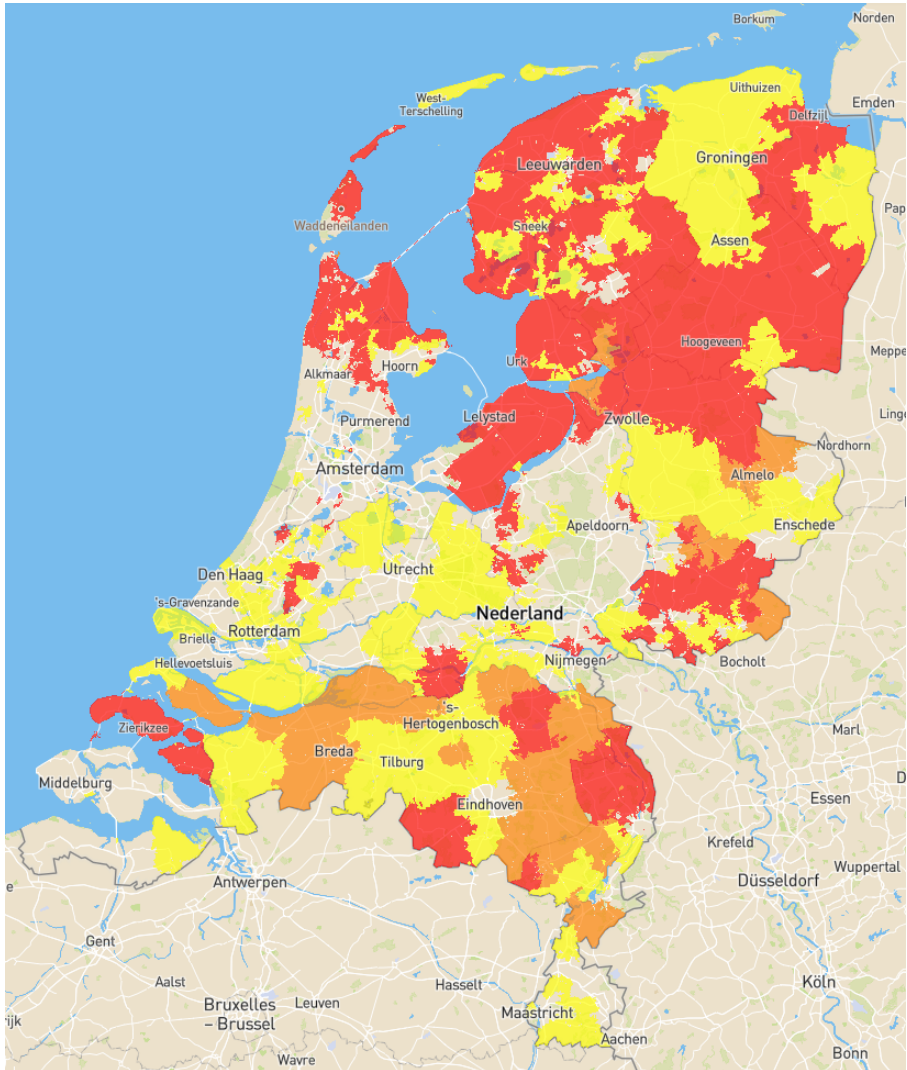 Borkum
Norden
Uithuizen
West-
Terschelling
Emden
Delfzijl
Leeuwarden
Groningen
Pap
Waddeneilanden
Sneek
Assen
Hoogeveen
Meppe
Urk
Hoorn
Alkmaar
Lelystad
Zwolle
Purmerend
Ling
Nordhorn
Amsterdam
Almelo
Apeldoorn
Enschede
Utrecht
Den Haag
's-Gravenzande
Nederland
Rotterdam
Brielle
Hellevoetsluis
Nijmegen
Bocholt
's-
Hertogenbosch
Zierikzee
Marl
Breda
Tilburg
Middelburg
D
Eindhoven
Essen
Krefeld
Wuppertal
Antwerpen
Düsseldorf
e
Gent
Aalst
Hasselt
Köln
Bruxelles
– Brussel
Leuven
Maastricht
ijk
Aachen
Wavre
Bonn